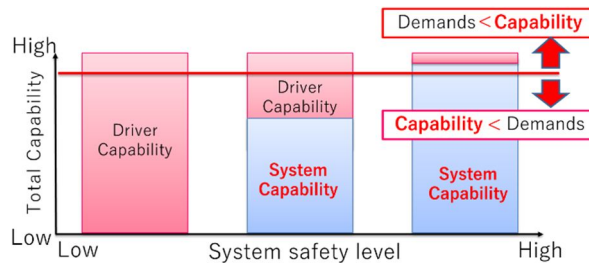 Demands < Capability
High
Total Capability
Driver
Capability
Driver
Capability
Capability < Demands
System
Capability
System
Capability
Low
Low
System safety level
High